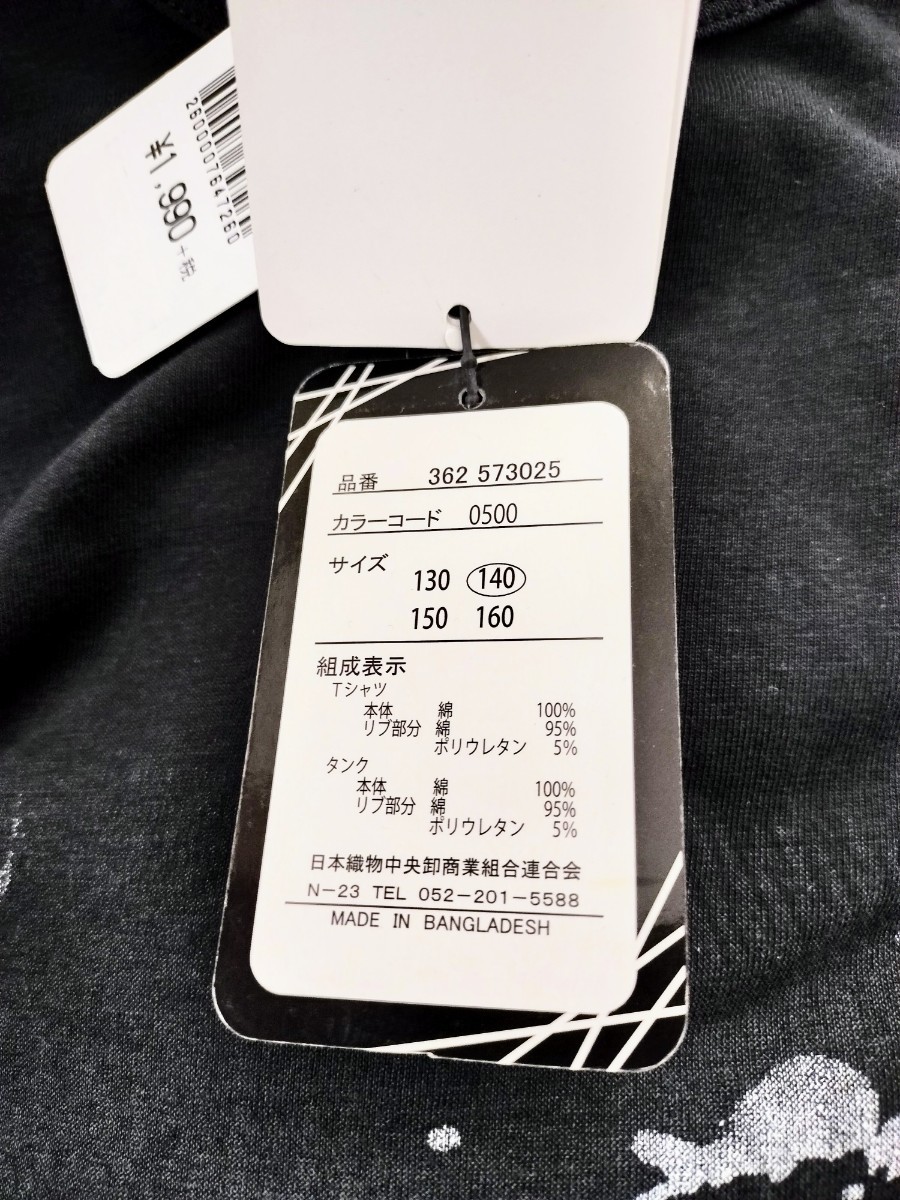 2600007647260
¥1,990+税
品番 362 573025
カラーコード 0500
サイズ
130 140
150 160
組成表示
Tシャツ
本体 綿 100%
リブ部分 綿 95%
ポリウレタン 5%
タンク
本体 綿 100%
リブ部分 綿 95%
ポリウレタン 5%
日本織物中央卸商業組合連合会
N-23 TEL 052-201-5588
MADE IN BANGLADESH